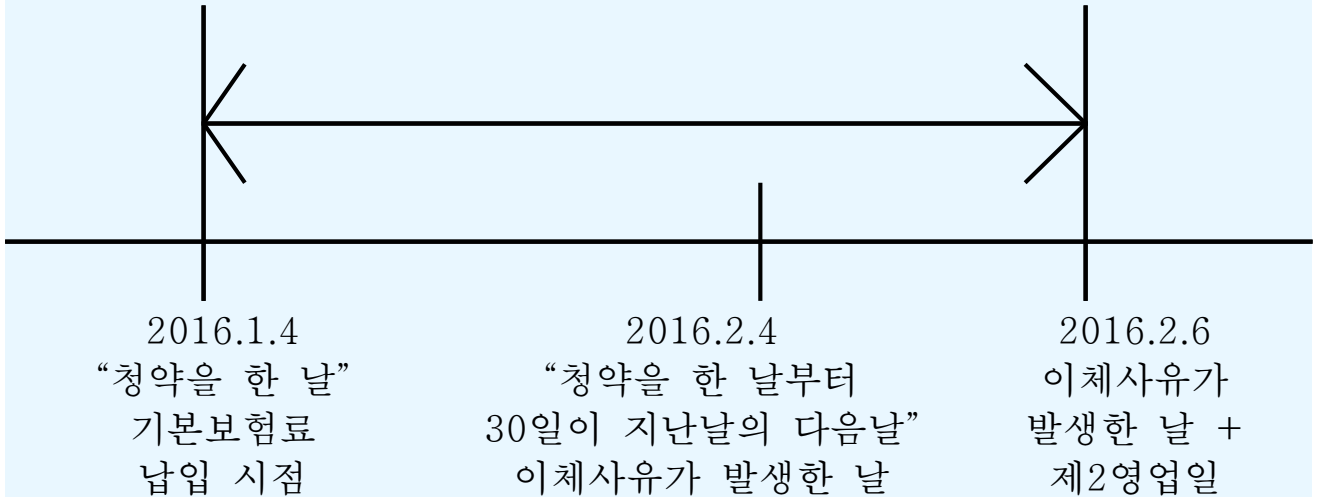 2016.1.4
“청약을 한 날”
기본보험료
납입 시점
2016.2.4
“청약을 한 날부터
30일이 지난날의 다음날”
이체사유가 발생한 날
2016.2.6
이체사유가
발생한 날 +
제2영업일